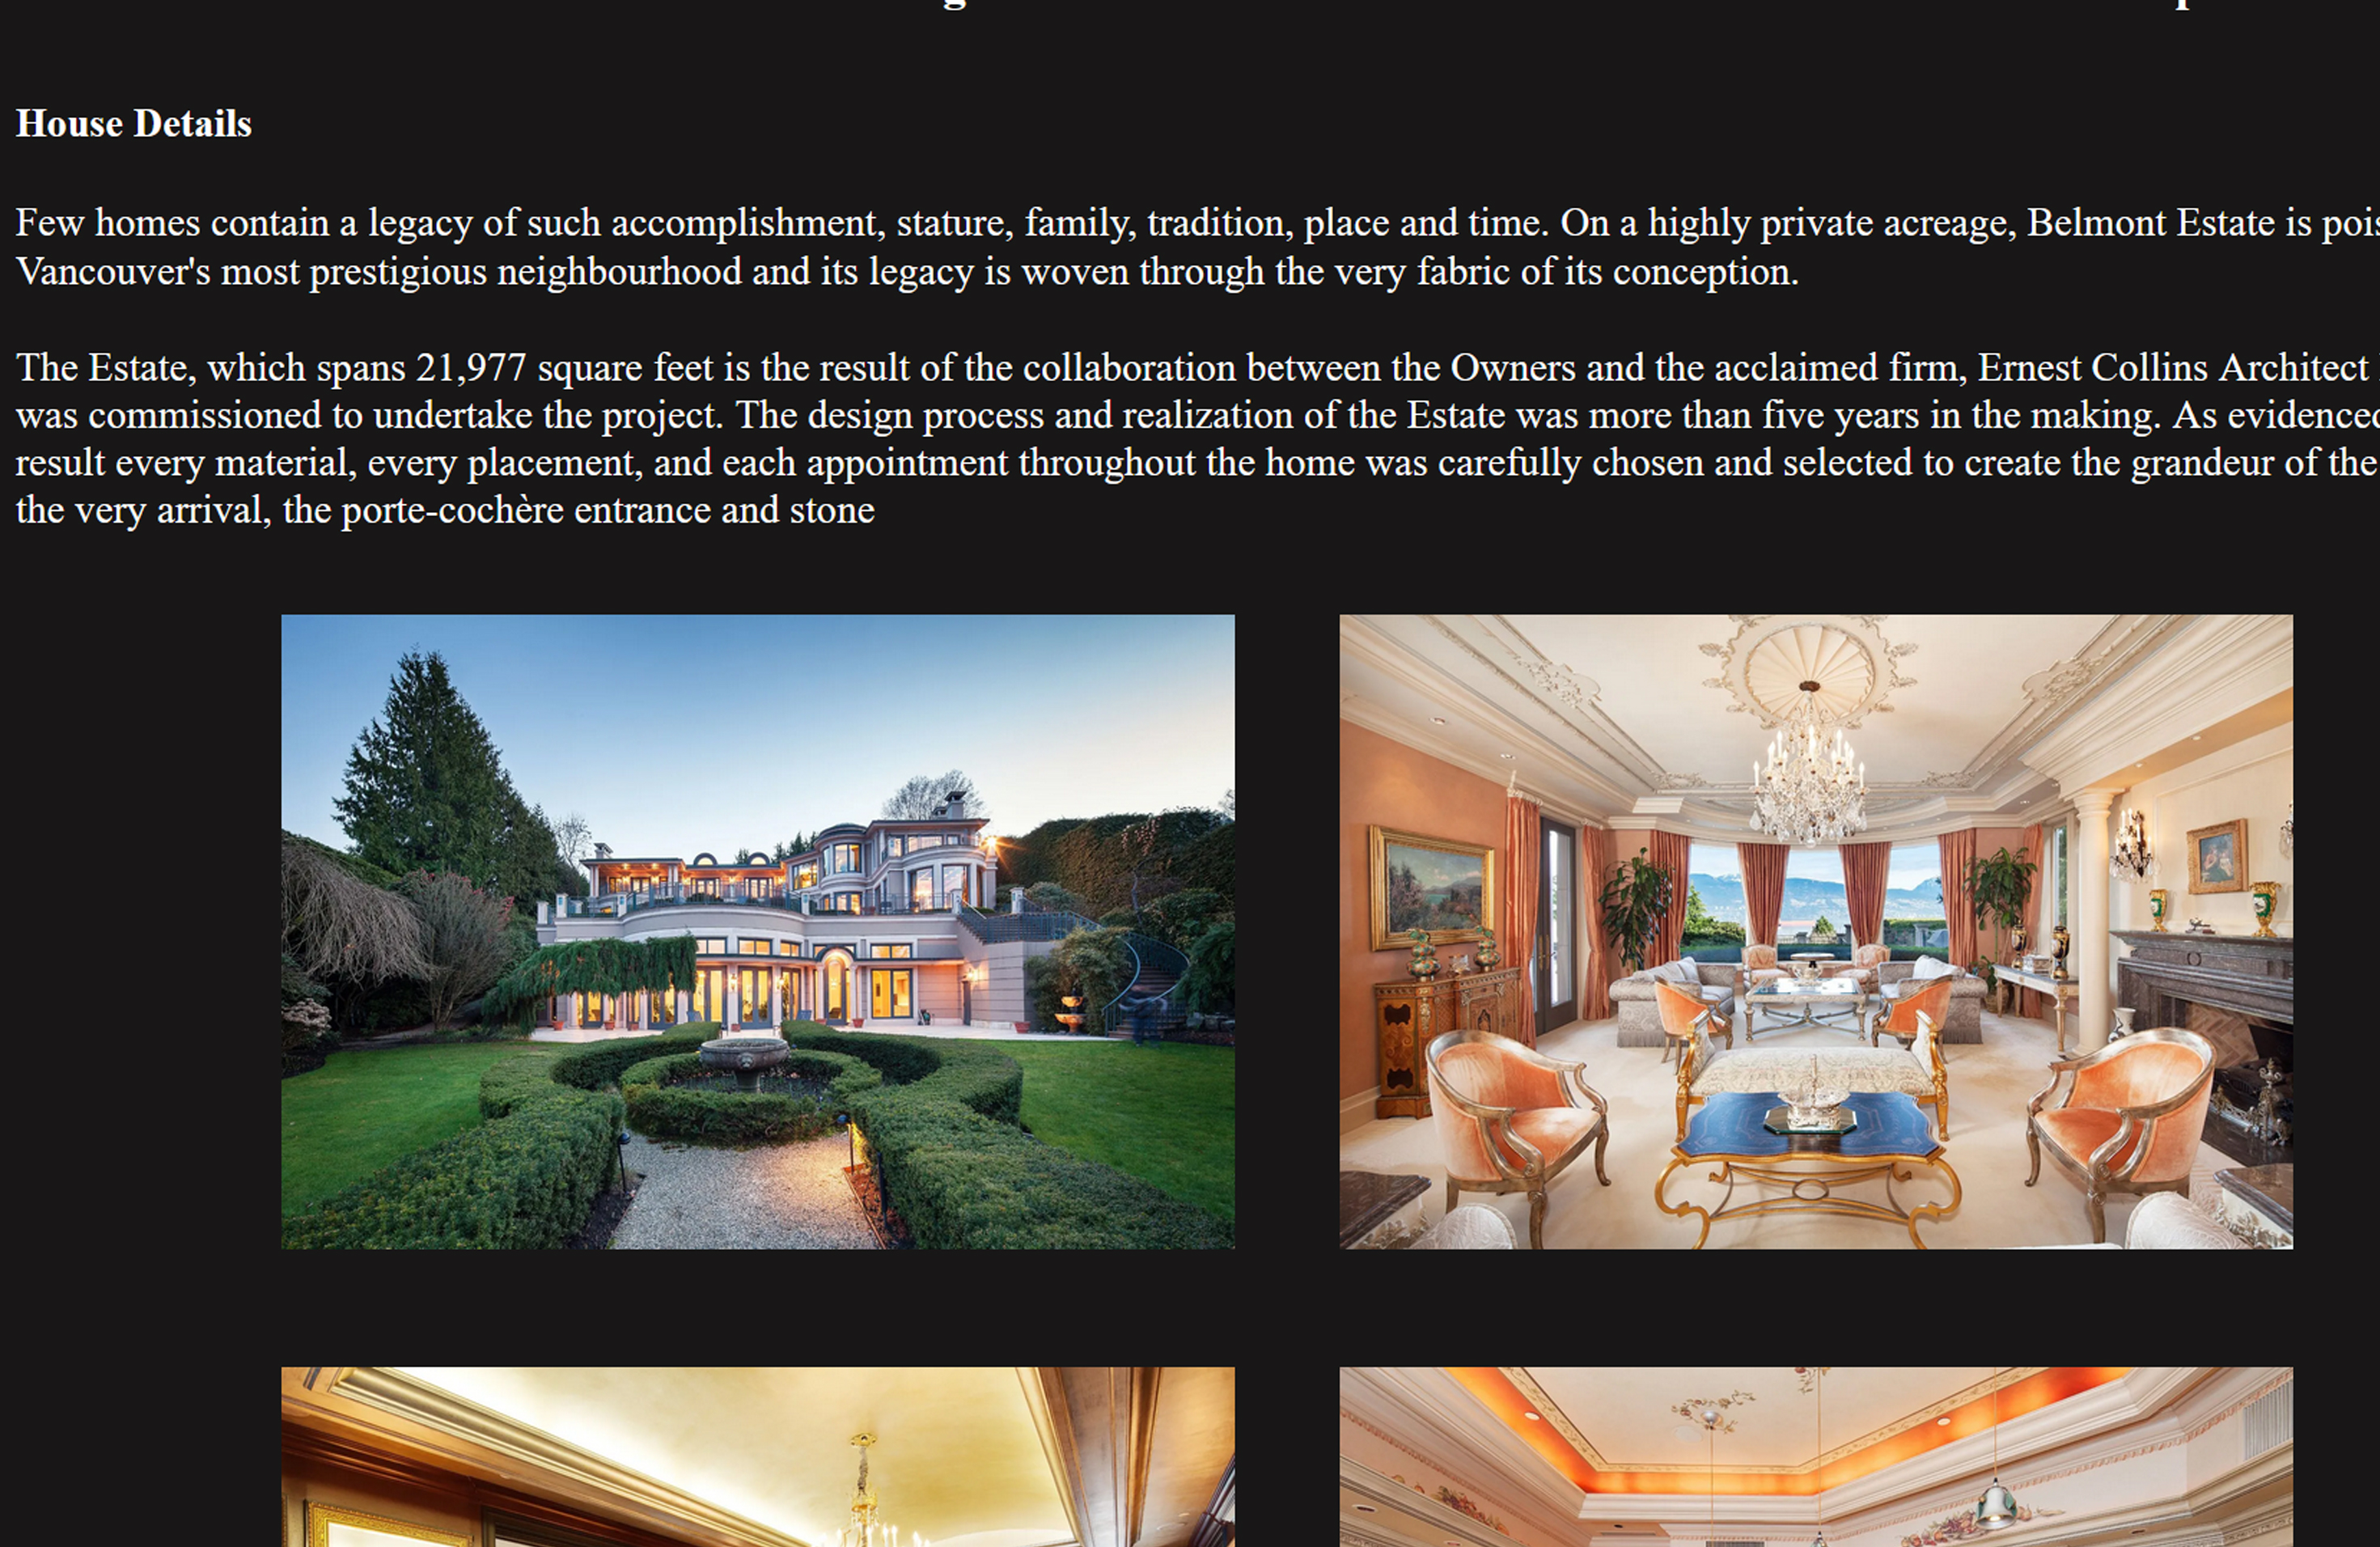 House Details
Few homes contain a legacy of such accomplishment, stature, family, tradition, place and time. On a highly private acreage, Belmont Estate is
Vancouver's most prestigious neighbourhood and its legacy is woven through the very fabric of its conception.
The Estate, which spans 21,977 square feet is the result of the collaboration between the Owners and the acclaimed firm, Ernest Collins Architect
was commissioned to undertake the project. The design process and realization of the Estate was more than five years in the making. As evidenced
result every material, every placement, and each appointment throughout the home was carefully chosen and selected to create the grandeur of the
the very arrival, the porte-cochère entrance and stone